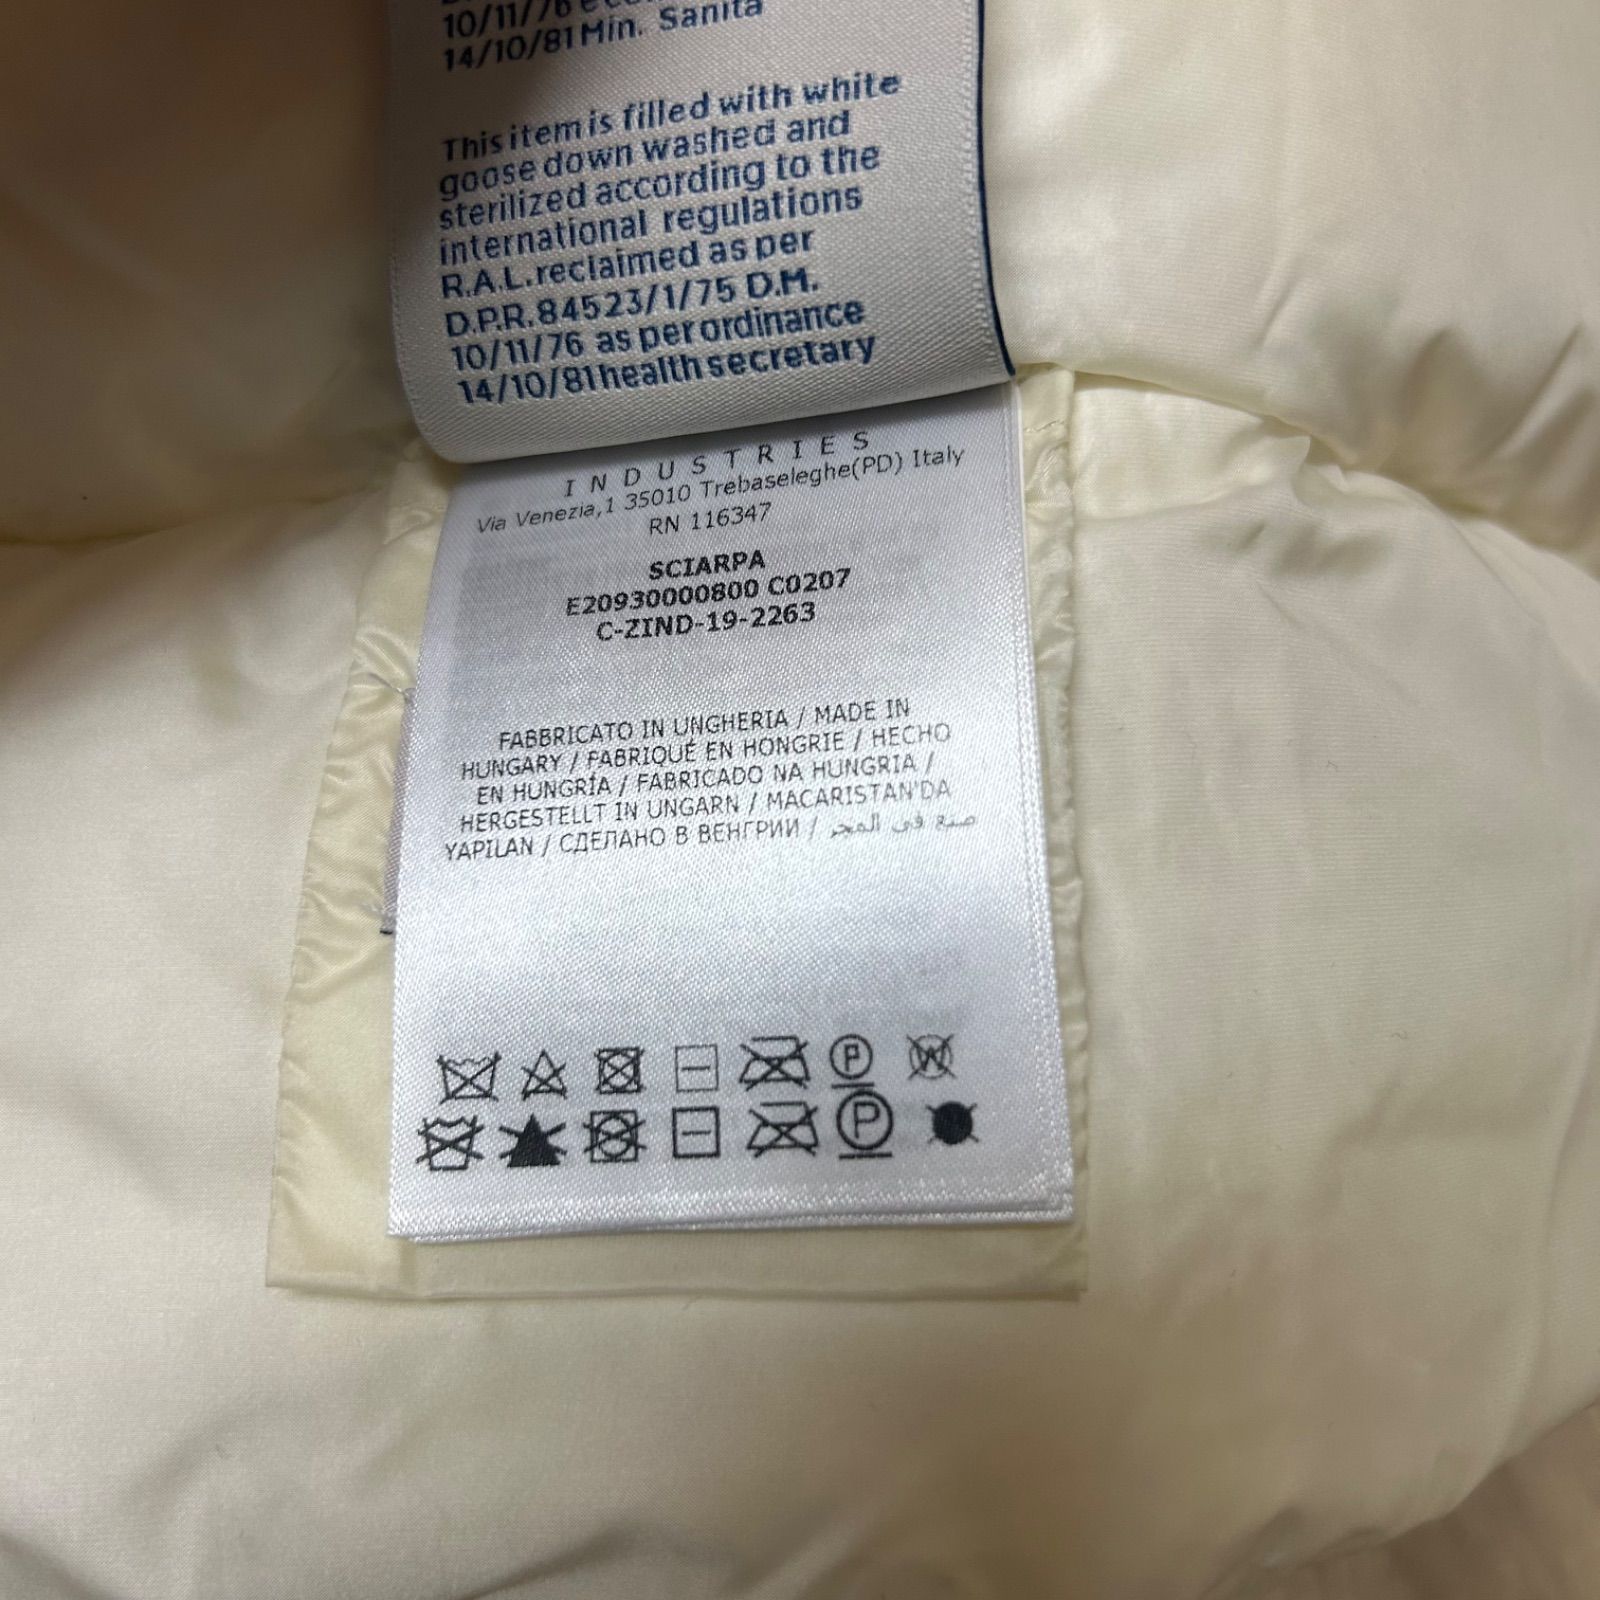 10/11/76
14/10/81 Min. Sanita
This item is filled with white
goose down washed and
sterilized according to the
international regulations
R.A.L. reclaimed as per
D.P.R. 84523/1/75 D.M.
10/11/76 as per ordinance
14/10/81 health secretary
INDUSTRIES
Via Venezia,1 35010 Trebaseleghe(PD) Italy
RN 116347
SCIARPA
E20930000800 C0207
C-ZIND-19-2263
FABBRICATO IN UNGHERIA / MADE IN
HUNGARY / FABRIQUÉ EN HONGRIE / HECHO
EN HUNGRÍA / FABRICADO NA HUNGRIA /
HERGESTELLT IN UNGARN / MACARISTAN'DA
YAPILAN / СДЕЛАНО В ВЕНГРИИ / صنع في المجر
P W
P